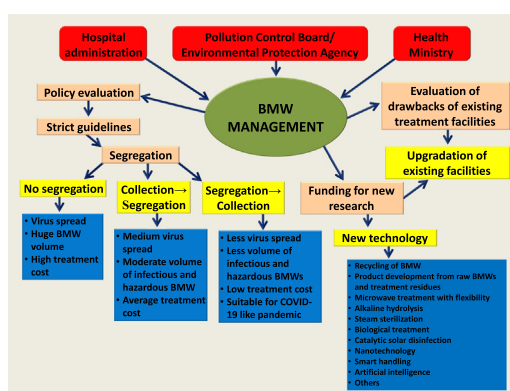 Hospital
administration
Pollution Control Board/
Environmental Protection Agency
Health
Ministry
Policy evaluation
BMW
MANAGEMENT
Evaluation of
drawbacks of existing
treatment facilities
Strict guidelines
Segregation
Upgradation of
existing facilities
No segregation
Collection→
Segregation
Segregation→
Collection
Funding for new
research
• Virus spread
• Huge BMW
volume
• High treatment
cost
• Medium virus
spread
• Moderate volume
of infectious and
hazardous BMW
• Average treatment
cost
• Less virus spread
• Less volume of
infectious and
hazardous BMWs
• Low treatment cost
• Suitable for COVID-
19 like pandemic
New technology
• Recycling of BMW
• Product development from raw BMWs
and treatment residues
• Microwave treatment with flexibility
• Alkaline hydrolysis
• Steam sterilization
• Biological treatment
• Catalytic solar disinfection
• Nanotechnology
• Smart handling
• Artificial intelligence
• Others